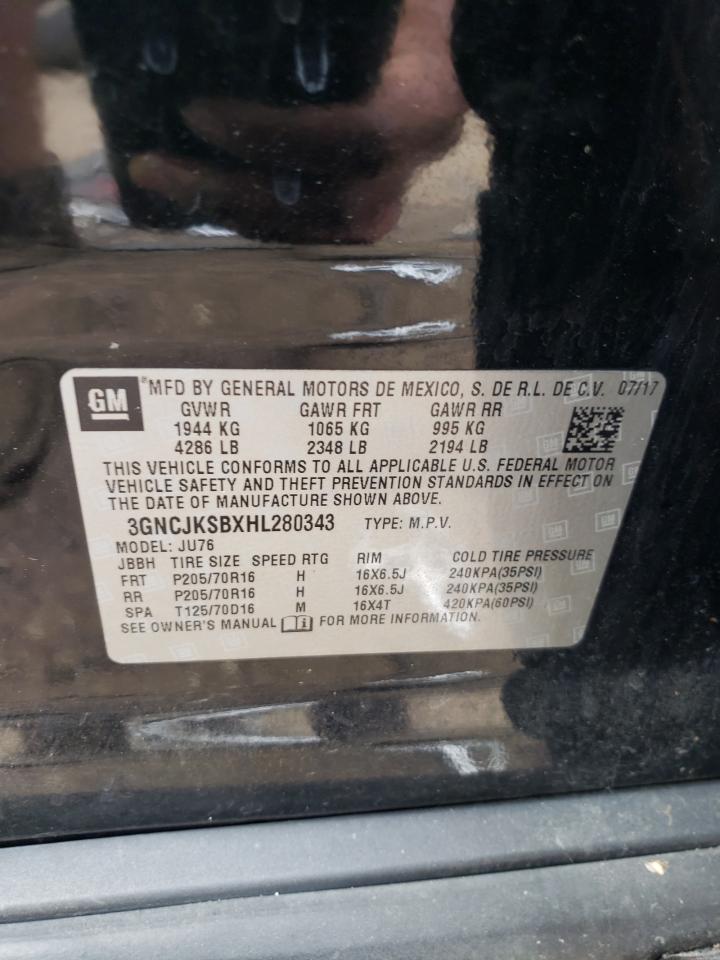 GM ®MFD BY GENERAL MOTORS DE MEXICO, S. DE R.L. DE C.V. 07/17
GVWR GAWR FRT GAWR RR
1944 KG 1065 KG 995 KG
4286 LB 2348 LB 2194 LB
THIS VEHICLE CONFORMS TO ALL APPLICABLE U.S. FEDERAL MOTOR
VEHICLE SAFETY AND THEFT PREVENTION STANDARDS IN EFFECT ON
THE DATE OF MANUFACTURE SHOWN ABOVE.
3GNCJKSBXHL280343 TYPE: M.P.V.
MODEL: JU76
JBBH TIRE SIZE SPEED RTG RIM COLD TIRE PRESSURE
FRT P205/70R16 H 16X6.5J 240KPA(35PSI)
RR P205/70R16 H 16X6.5J 240KPA(35PSI)
SPA T125/70D16 M 16X4T 420KPA(60PSI)
SEE OWNER'S MANUAL FOR MORE INFORMATION.